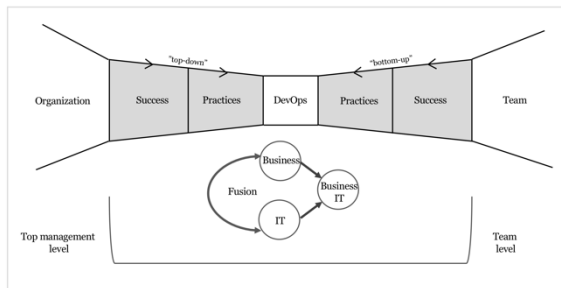 "top-down"
"bottom-up"
Organization
Success
Practices
DevOps
Practices
Success
Team
Business
Fusion
Business
IT
IT
Top management
level
Team
level